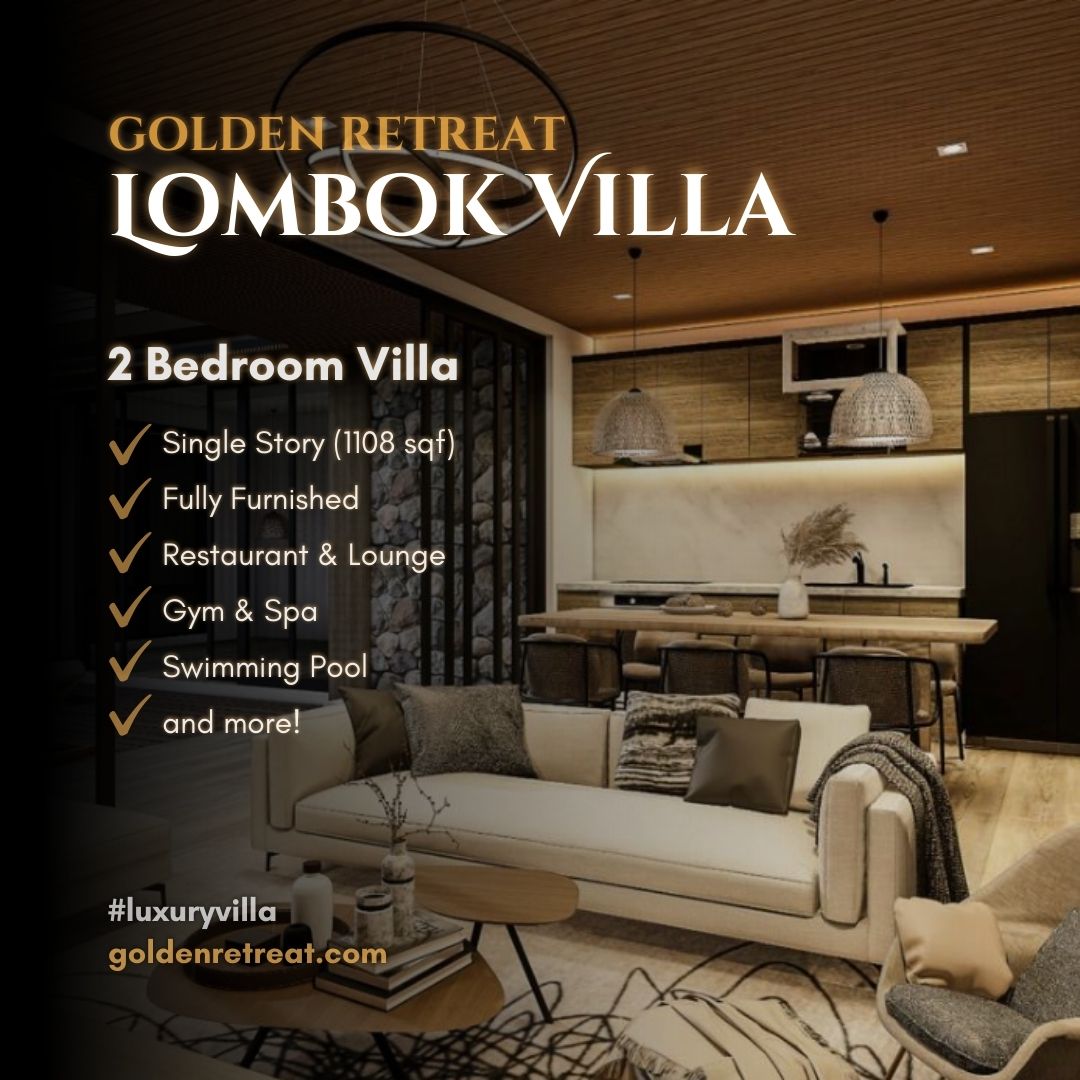 GOLDEN RETREAT
LOMBOK VILLA
2 Bedroom Villa
Single Story (1108 sqf)
Fully Furnished
Restaurant & Lounge
Gym & Spa
Swimming Pool
and more!
#luxuryvilla
goldenretreat.com